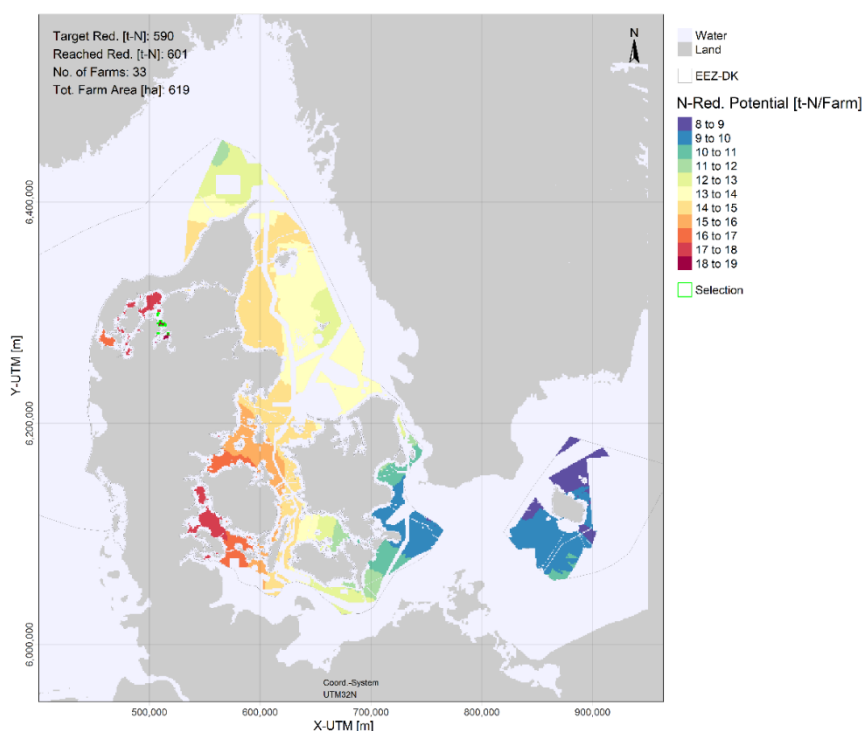 Target Red. [t-N]: 590
Reached Red. [t-N]: 601
No. of Farms: 33
Tot. Farm Area [ha]: 619
N
Water
Land
EEZ-DK
N-Red. Potential [t-N/Farm]
8 to 9
9 to 10
10 to 11
11 to 12
12 to 13
13 to 14
14 to 15
15 to 16
16 to 17
17 to 18
18 to 19
Selection
6,400,000
6,200,000
6,000,000
Y-UTM [m]
Coord.-System
UTM32N
500,000
600,000
700,000
800,000
900,000
X-UTM [m]